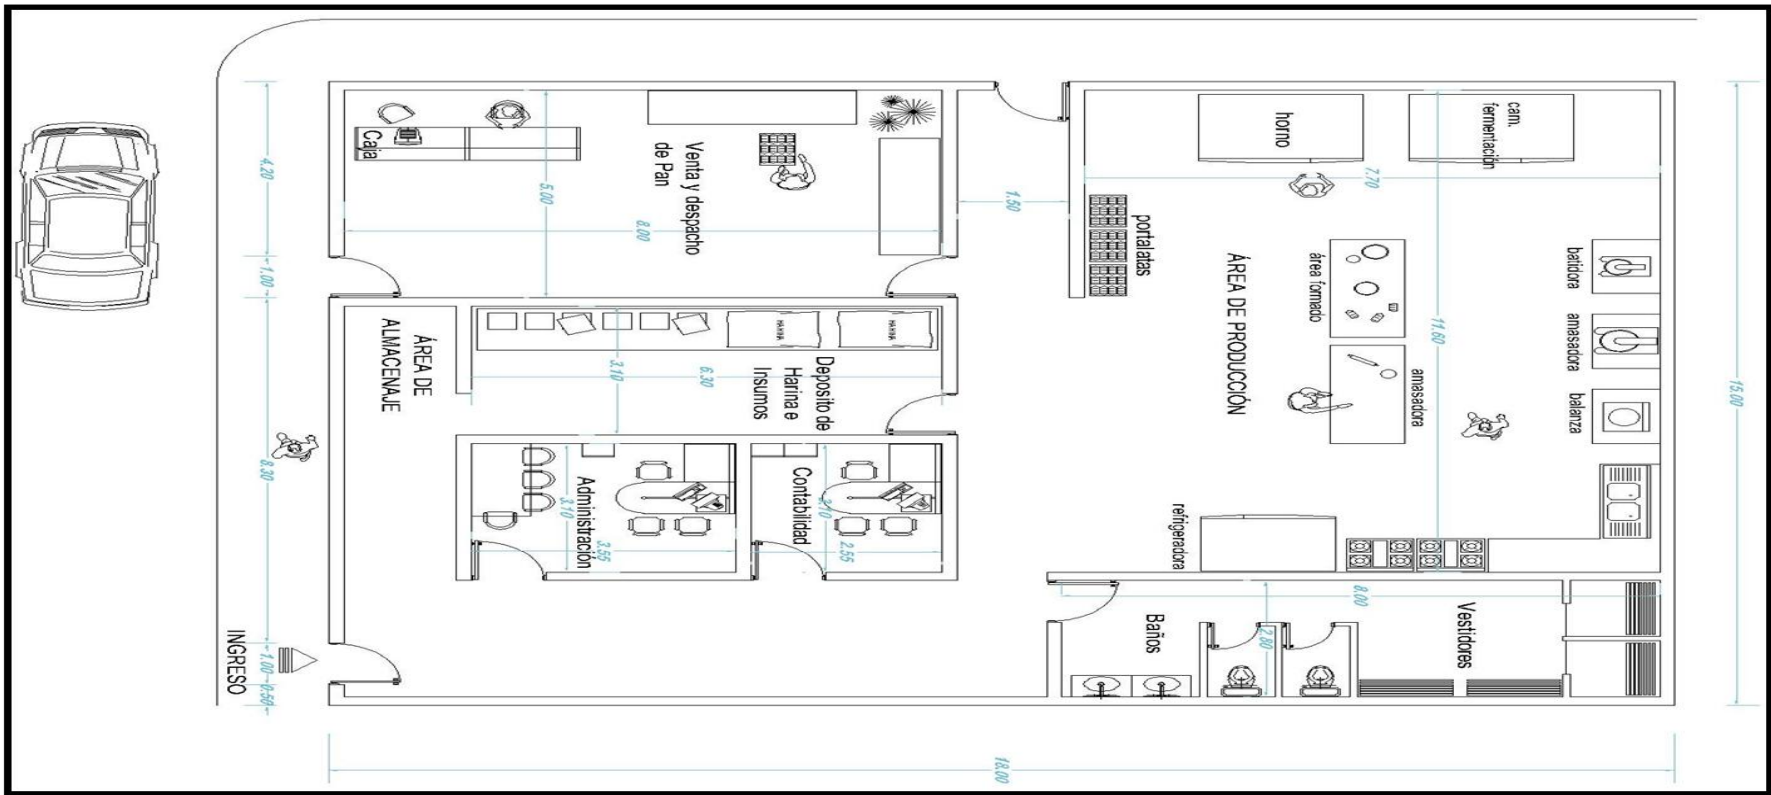 Caja
Venta y despacho
de Pan
cam.
fermentación
horno
portalatas
ÁREA DE PRODUCCIÓN
área formado
amasadora
batidora
amasadora
balanza
refrigeradora
ÁREA DE
ALMACENAJE
Deposito de
Harina e
Insumos
HARINA
HARINA
Administración
Contabilidad
Baños
Vestidores
INGRESO
4.20
1.00
8.30
1.00
0.50
5.00
8.00
1.50
7.70
11.60
15.00
3.10
6.30
3.10
3.55
2.55
8.00
2.80
18.00